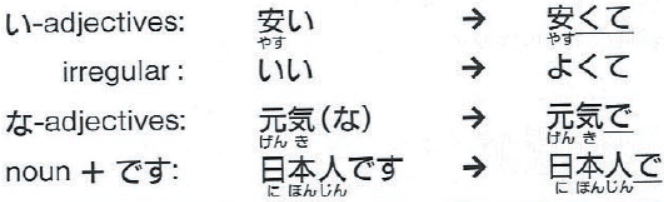 い-adjectives: 安い → 安くて
やす やす
irregular : いい → よくて
な-adjectives: 元気(な) → 元気で
げん き げん き
noun + です: 日本人です → 日本人で
に ほんじん に ほんじん